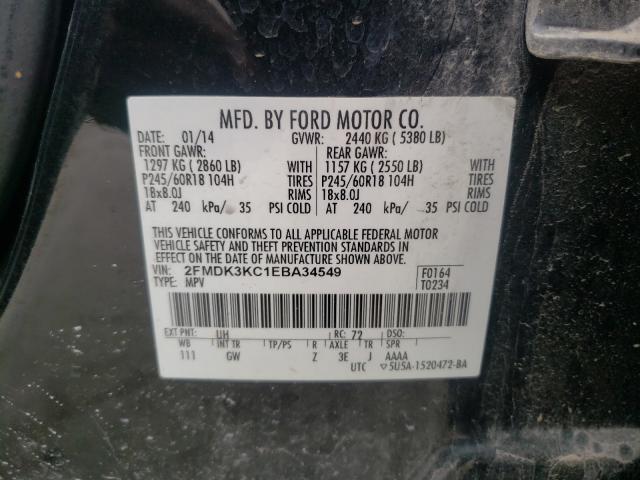 MFD. BY FORD MOTOR CO.
DATE: 01/14 GVWR: 2440 KG ( 5380 LB)
FRONT GAWR: REAR GAWR:
1297 KG ( 2860 LB) WITH 1157 KG ( 2550 LB) WITH
P245/60R18 104H TIRES P245/60R18 104H TIRES
18x8.0J RIMS 18x8.0J RIMS
AT 240 kPa/ 35 PSI COLD AT 240 kPa/ 35 PSI COLD
THIS VEHICLE CONFORMS TO ALL APPLICABLE FEDERAL MOTOR
VEHICLE SAFETY AND THEFT PREVENTION STANDARDS IN
EFFECT ON THE DATE OF MANUFACTURE SHOWN ABOVE.
VIN: 2FMDK3KC1EBA34549 F0164
TYPE: MPV T0234
EXT PNT: UH RC: 72 DSO:
WB INT TR TP/PS R AXLE TR SPR
111 GW Z 3E J AAAA
UTC ▽5U5A-1520472-BA